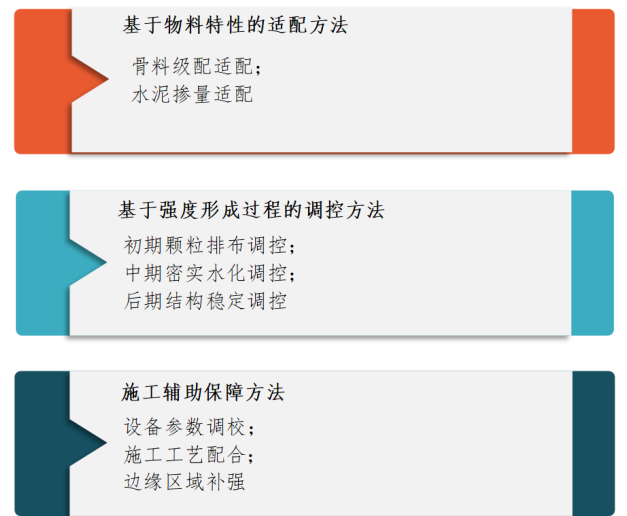 基于物料特性的适配方法
骨料级配适配；
水泥掺量适配
基于强度形成过程的调控方法
初期颗粒排布调控；
中期密实水化调控；
后期结构稳定调控
施工辅助保障方法
设备参数调校；
施工工艺配合；
边缘区域补强